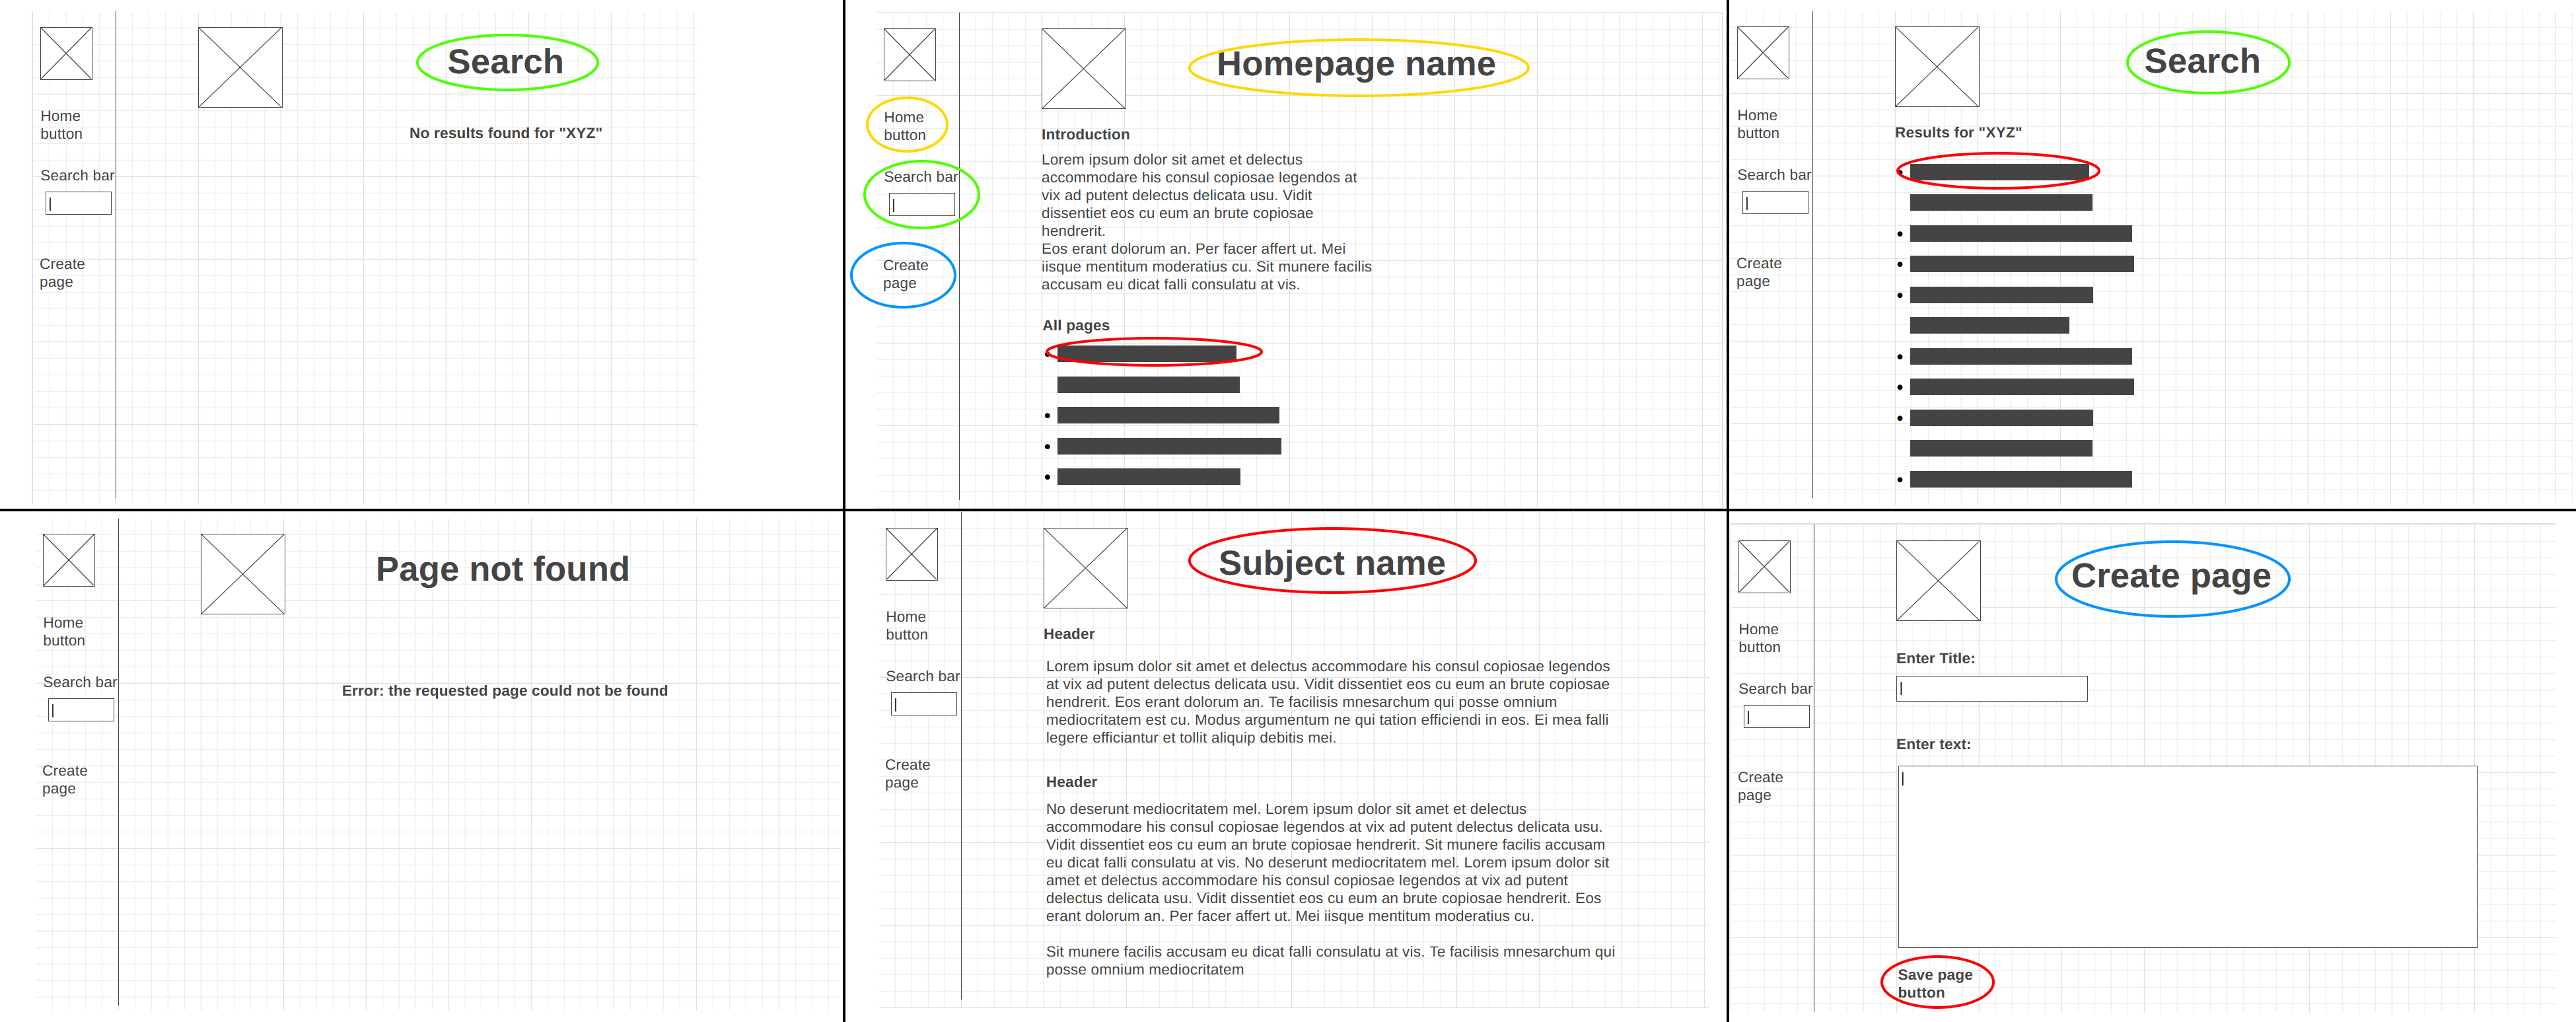 Search
Home
button
No results found for "XYZ"
Search bar
Create
page
Homepage name
Home
button
Introduction
Lorem ipsum dolor sit amet et delectus
accommodare his consul copiosae legendos at
vix ad putent delectus delicata usu. Vidit
dissentiet eos cu eum an brute copiosae
hendrerit.
Eos erant dolorum an. Per facer affert ut. Mei
iisque mentitum moderatius cu. Sit munere facilis
accusam eu dicat falli consulatu at vis.
Search bar
Create
page
All pages
Search
Home
button
Results for "XYZ"
Search bar
Create
page
Page not found
Home
button
Search bar
Error: the requested page could not be found
Create
page
Subject name
Home
button
Search bar
Create
page
Header
Lorem ipsum dolor sit amet et delectus accommodare his consul copiosae legendos
at vix ad putent delectus delicata usu. Vidit dissentiet eos cu eum an brute copiosae
hendrerit. Eos erant dolorum an. Te facilisis mnesarchum qui posse omnium
mediocritatem est cu. Modus argumentum ne qui tation efficiendi in eos. Ei mea falli
legere efficiantur et tollit aliquip debitis mei.
Header
No deserunt mediocritatem mel. Lorem ipsum dolor sit amet et delectus
accommodare his consul copiosae legendos at vix ad putent delectus delicata usu.
Vidit dissentiet eos cu eum an brute copiosae hendrerit. Sit munere facilis accusam
eu dicat falli consulatu at vis. No deserunt mediocritatem mel. Lorem ipsum dolor sit
amet et delectus accommodare his consul copiosae legendos at vix ad putent
delectus delicata usu. Vidit dissentiet eos cu eum an brute copiosae hendrerit. Eos
erant dolorum an. Per facer affert ut. Mei iisque mentitum moderatius cu.
Sit munere facilis accusam eu dicat falli consulatu at vis. Te facilisis mnesarchum qui
posse omnium mediocritatem
Create page
Home
button
Search bar
Create
page
Enter Title:
Enter text:
Save page
button